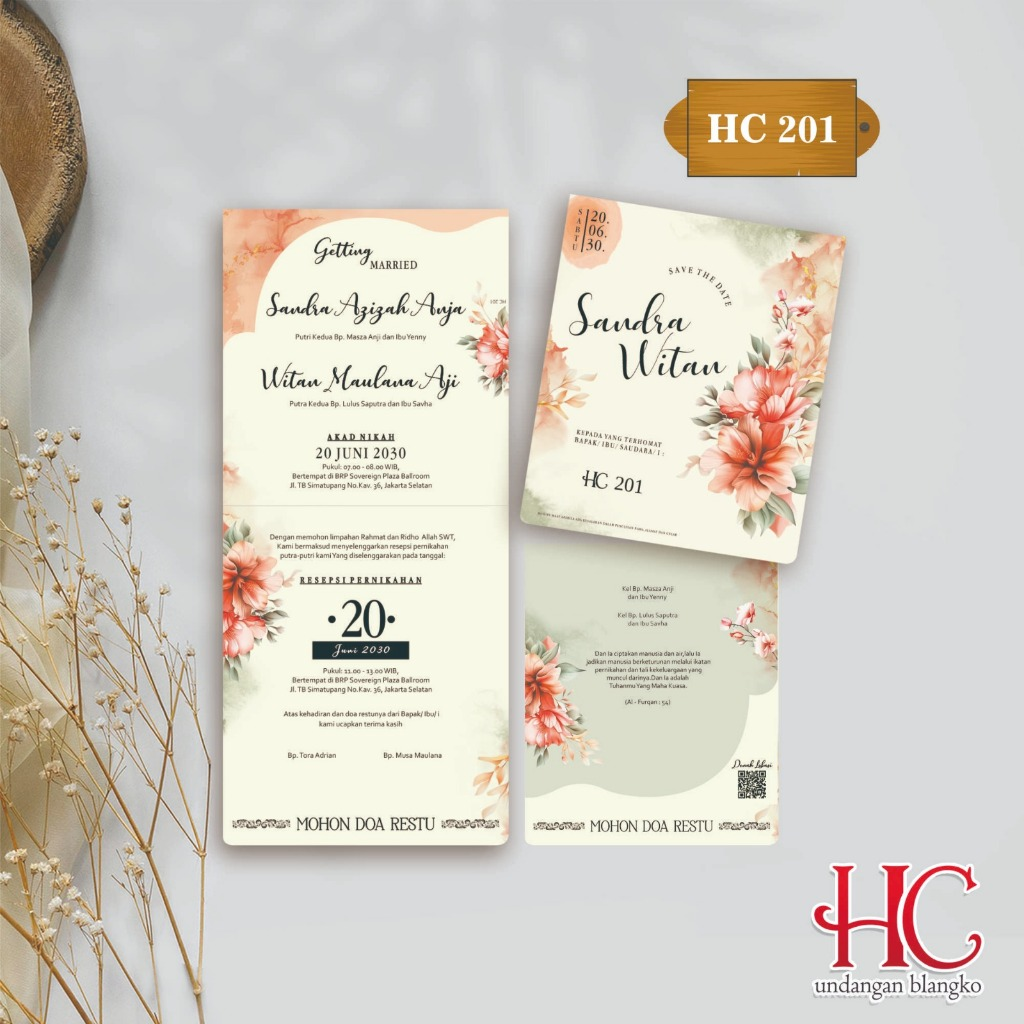 HC 201
Getting
MARRIED
Sandra Azizah Anja
Putri Kedua Bp. Masza Anji dan Ibu Yenny
Witan Maulana Aji
Putra Kedua Bp. Lulus Saputra dan Ibu Savha
AKAD NIKAH
20 JUNI 2030
Pukul: 07.00 - 08.00 WIB,
Bertempat di BRP Sovereign Plaza Ballroom
Jl. TB Simatupang No.Kav. 36, Jakarta Selatan
Dengan memohon limpahan Rahmat dan Ridho Allah SWT,
Kami bermaksud menyelenggarkan resepsi pernikahan
putra-putri kami Yang diselenggarakan pada tanggal:
RESEPSI PERNIKAHAN
·20·
Juni 2030
Pukul: 11.00 - 13.00 WIB,
Bertempat di BRP Sovereign Plaza Ballroom
Jl. TB Simatupang No.Kav. 36, Jakarta Selatan
Atas kehadiran dan doa restunya dari Bapak/ Ibu/ i
kami ucapkan terima kasih
Bp. Tora Adrian Bp. Musa Maulana
MOHON DOA RESTU
SABTU
20.
06.
30.
SAVE THE DATE
Sandra
Witan
KEPADA YANG TERHOMAT
BAPAK/ IBU/ SAUDARA/ I :
HC 201
Kel Bp. Masza Anji
dan Ibu Yenny
Kel Bp. Lulus Saputra
dan Ibu Savha
Dan Ia ciptakan manusia dan air,lalu Ia
jadikan manusia berketurunan melalui ikatan
pernikahan dan tali kekeluargaan yang
muncul darinya.Dan Ia adalah
Tuhanmu Yang Maha Kuasa.
(Al - Furqan : 54)
Denah Lokasi
MOHON DOA RESTU
HC
undangan blangko